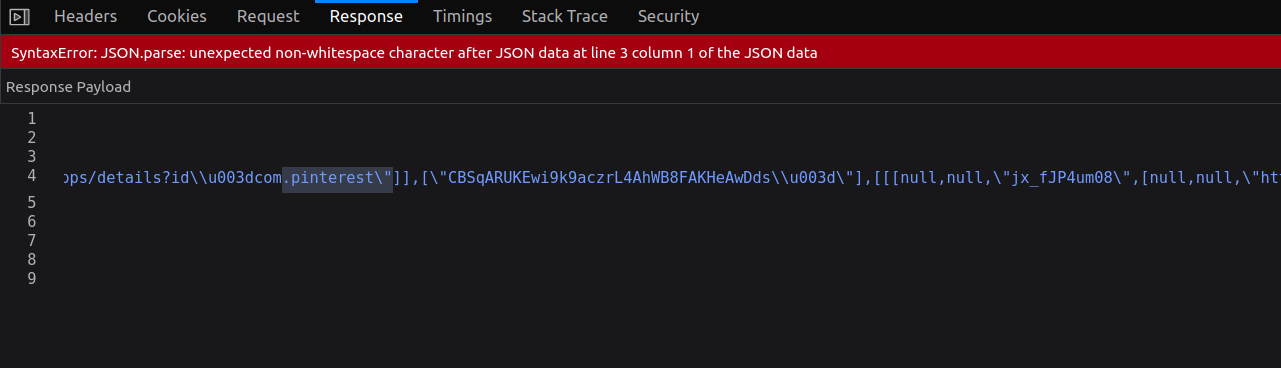 Headers Cookies Request Response Timings Stack Trace Security
SyntaxError: JSON.parse: unexpected non-whitespace character after JSON data at line 3 column 1 of the JSON data
Response Payload
1
2
3
4 ops/details?id\\u003dcom.pinterest\"]],[\"CBSqARUKEwi9k9aczrL4AhWB8FAKHeAwDds\\u003d\"],[[[null,null,\"jx_fJP4um08\",[null,null,\"htt
5
6
7
8
9